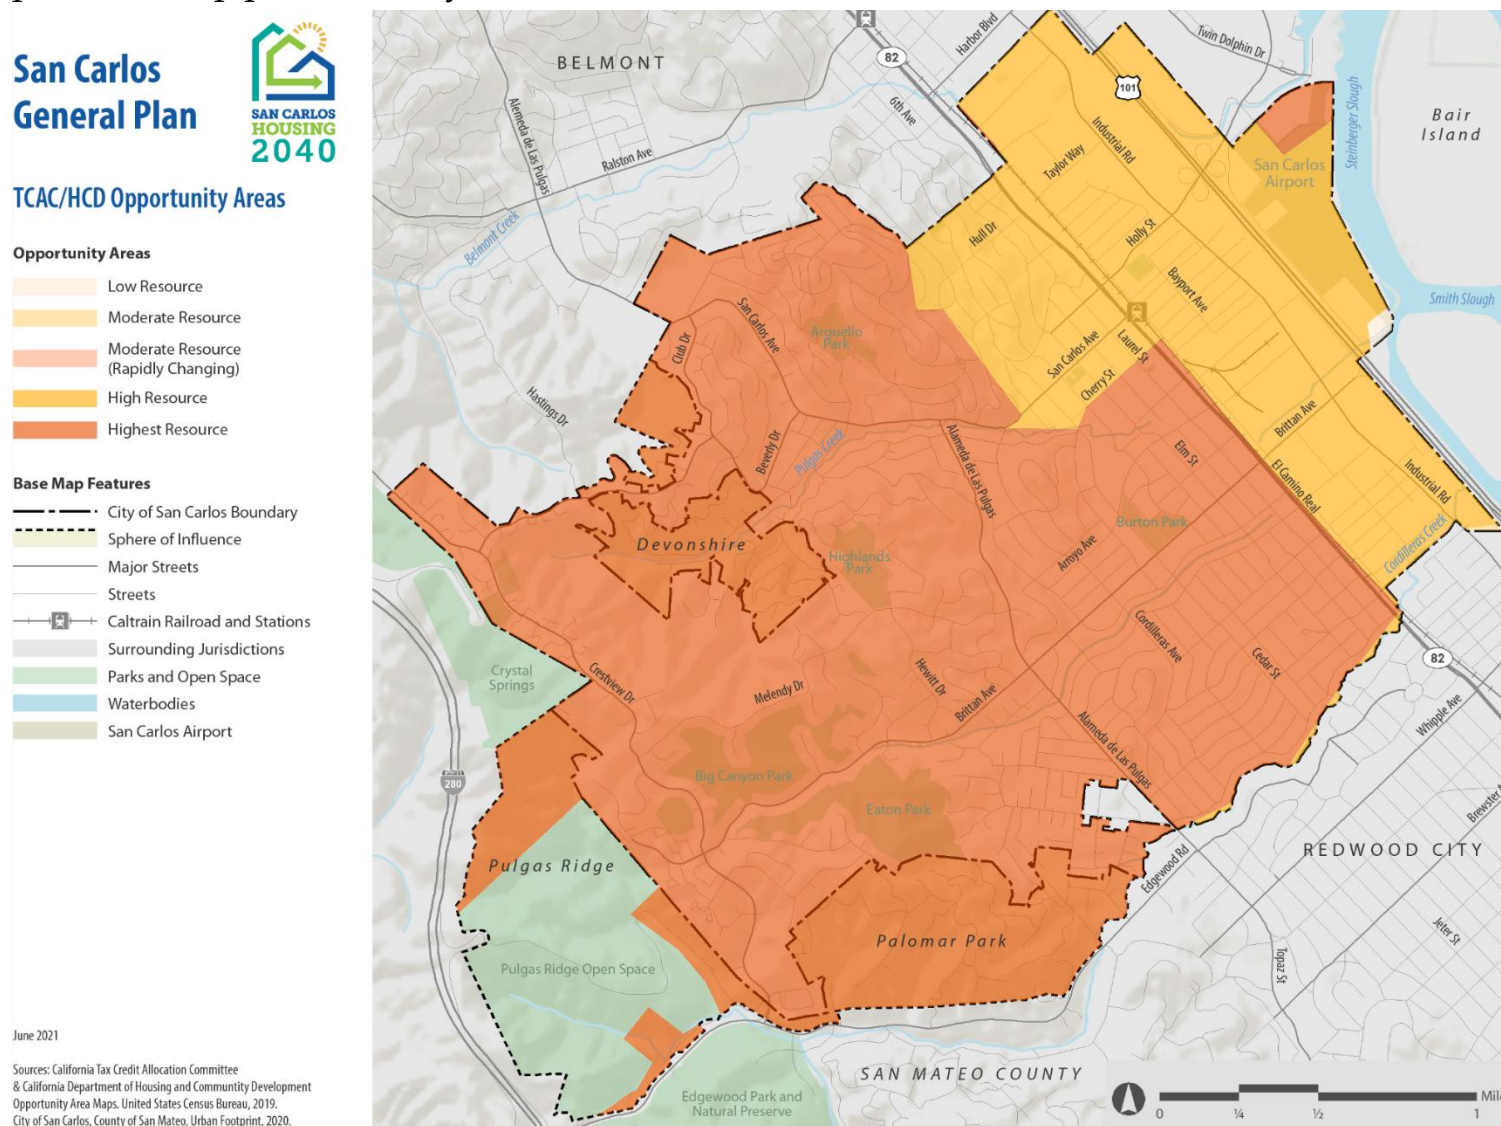 San Carlos
General Plan
SAN CARLOS
HOUSING
2040
TCAC/HCD Opportunity Areas
Opportunity Areas
Low Resource
Moderate Resource
Moderate Resource
(Rapidly Changing)
High Resource
Highest Resource
Base Map Features
City of San Carlos Boundary
Sphere of Influence
Major Streets
Streets
Caltrain Railroad and Stations
Surrounding Jurisdictions
Parks and Open Space
Waterbodies
San Carlos Airport
June 2021
Sources: California Tax Credit Allocation Committee
& California Department of Housing and Communtity Development
Opportunity Area Maps. United States Census Bureau, 2019.
City of San Carlos, County of San Mateo. Urban Footprint, 2020.
BELMONT
82
Harbor Blvd
Twin Dolphin Dr
101
Steinberger Slough
Bair
Island
Alemeda de Las Pulgas
Ralston Ave
6th Ave
Industrial Rd
Taylor Way
San Carlos
Airport
Belmont Creek
Hull Dr
Holly St
Bayport Ave
Smith Slough
San Carlos Ave
Club Dr
Arguello
Park
San Carlos Ave
Laurel St
Cherry St
Hastings Dr
Beverly Dr
Pulgas Creek
Alameda de Las Pulgas
Elm St
Brittan Ave
El Camino Real
Industrial Rd
Burton Park
Devonshire
Highlands
Park
Arroyo Ave
Cordilleras Creek
Crystal
Springs
Crestview Dr
Melendy Dr
Hewitt Dr
Brittan Ave
Cordilleras Ave
Cedar St
82
Whipple Ave
Alameda de Las Pulgas
280
Big Canyon Park
Eaton Park
Brewster
Pulgas Ridge
Edgewood Rd
REDWOOD CITY
Palomar Park
Jeter St
Topaz St
Pulgas Ridge Open Space
SAN MATEO COUNTY
Edgewood Park and
Natural Preserve
0 ¼ ½ 1